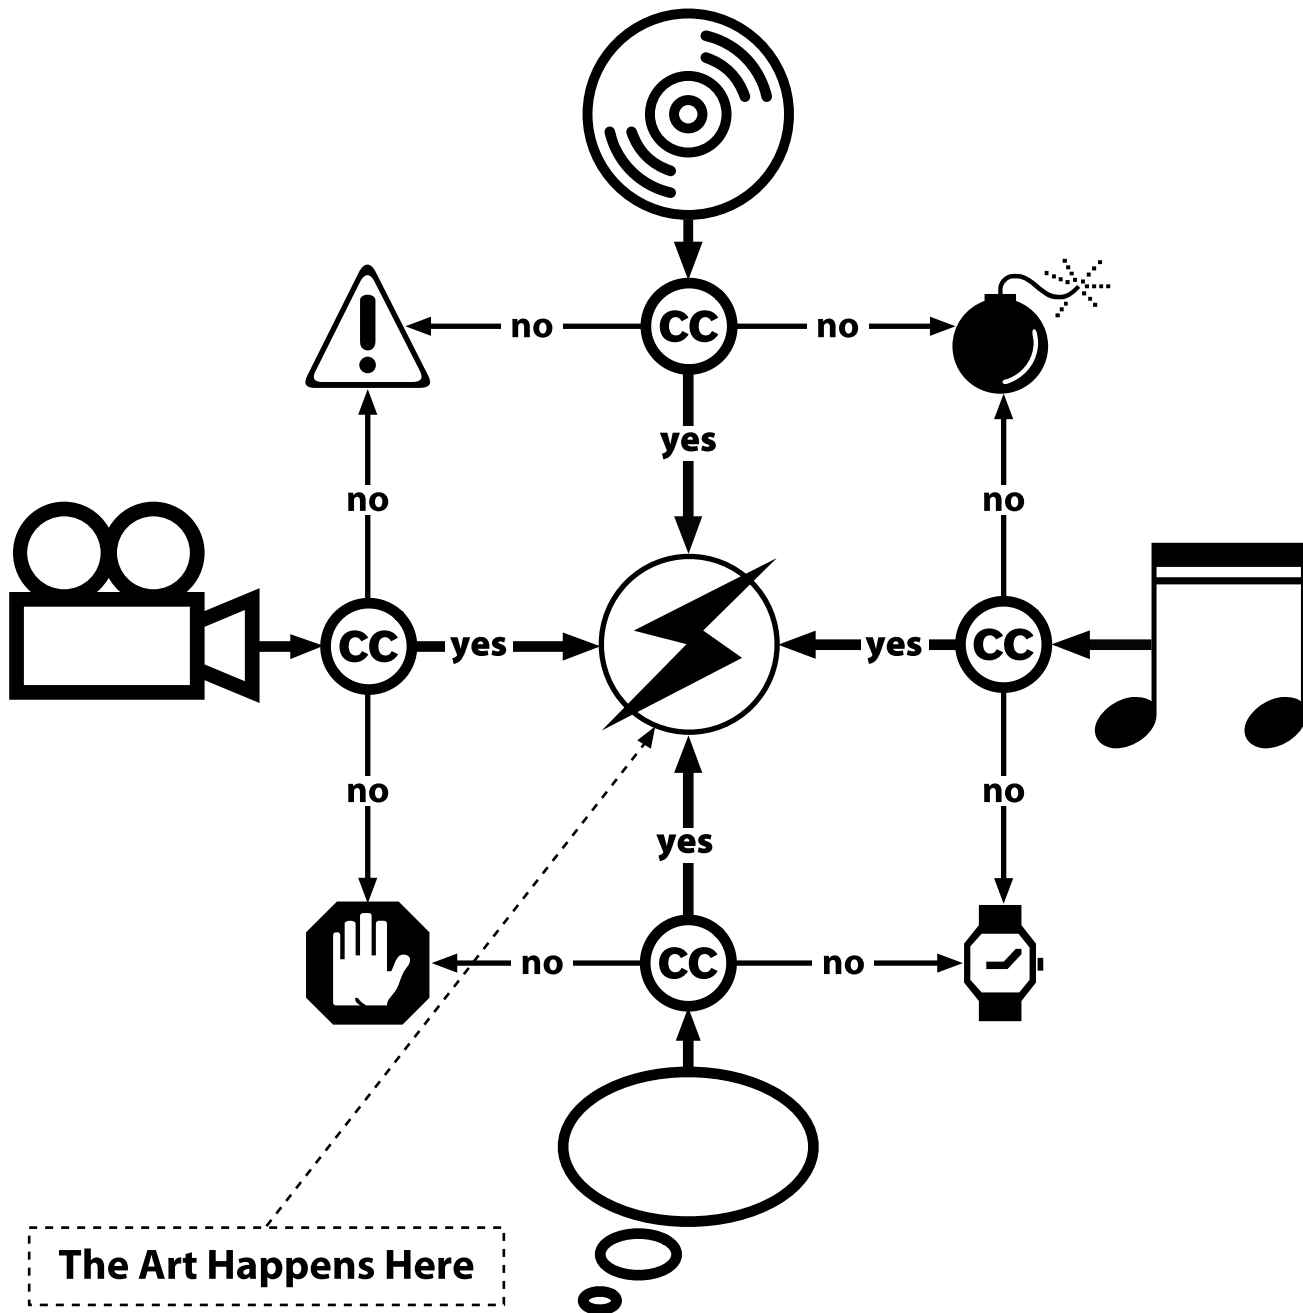 CC
no
no
yes
no
no
CC
yes
yes
CC
no
no
yes
no
CC
no
The Art Happens Here